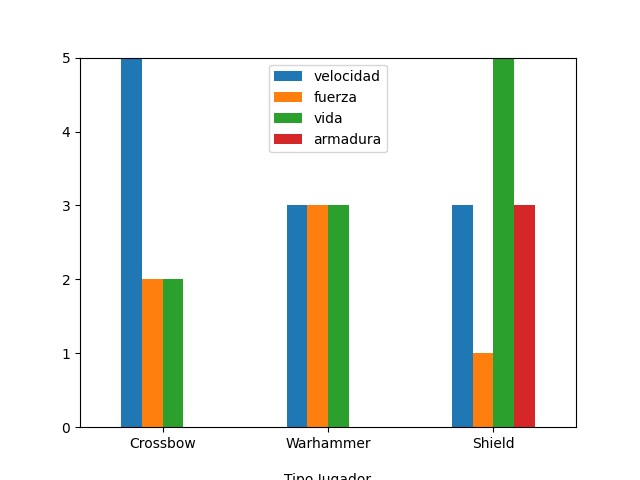 5
4
3
2
1
0
velocidad
fuerza
vida
armadura
Crossbow Warhammer Shield
Tipo Jugador